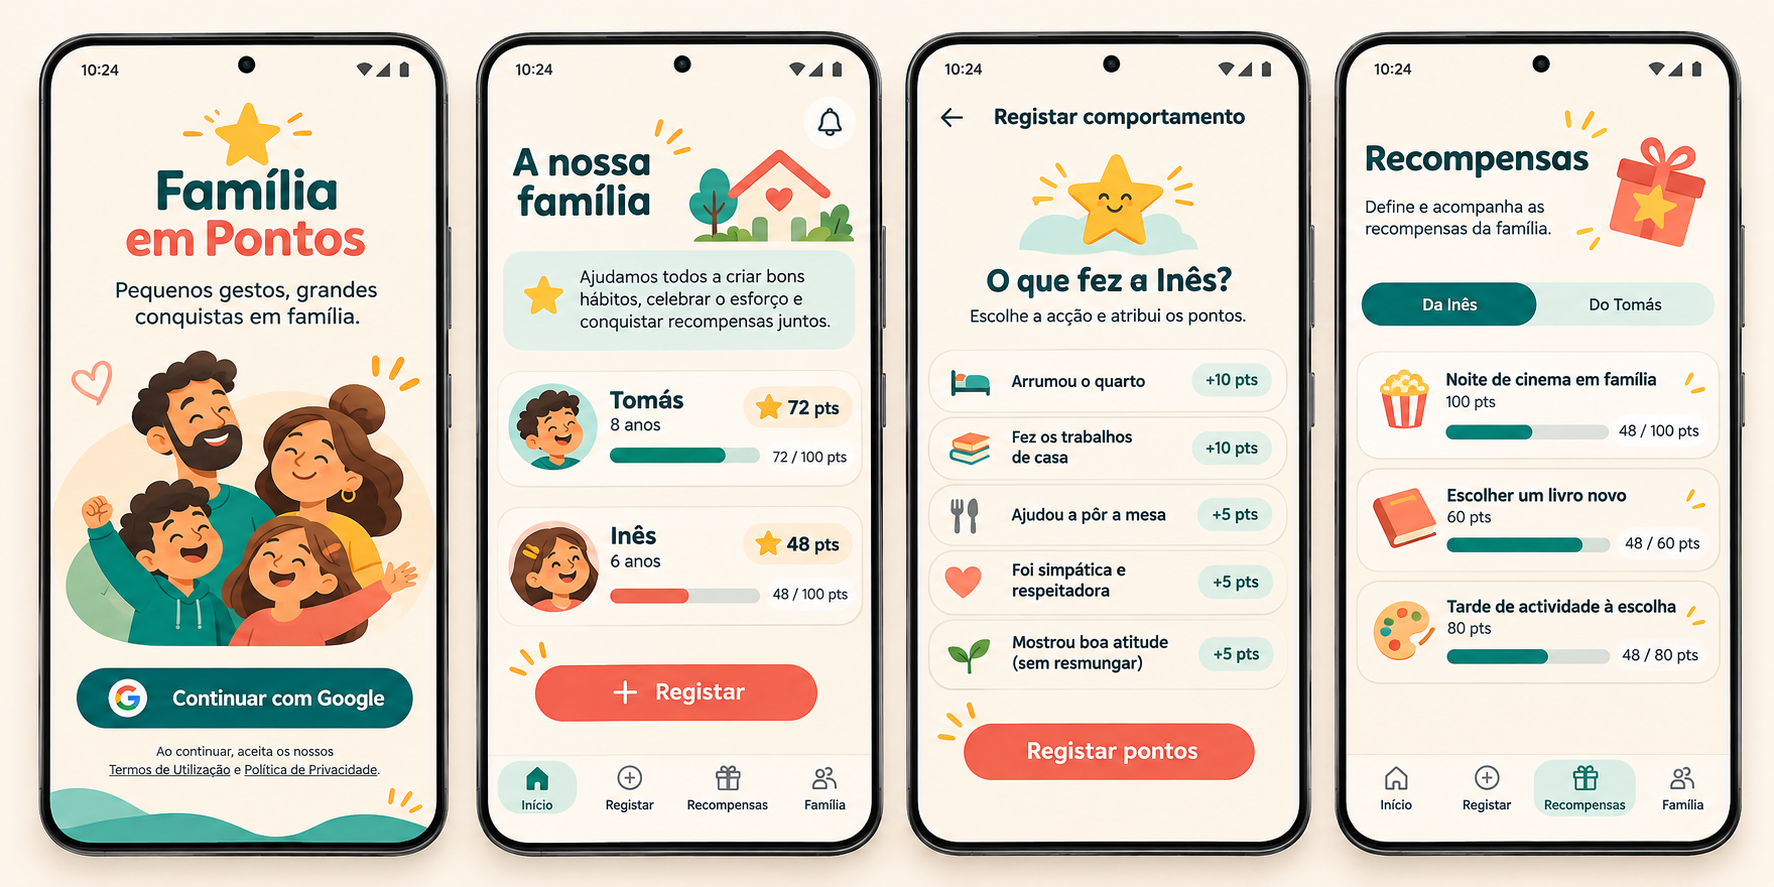 10:24
Família
em Pontos
Pequenos gestos, grandes
conquistas em família.
Continuar com Google
Ao continuar, aceita os nossos
Termos de Utilização e Política de Privacidade.
10:24
A nossa
família
Ajudamos todos a criar bons
hábitos, celebrar o esforço e
conquistar recompensas juntos.
Tomás
8 anos
72 pts
72 / 100 pts
Inês
6 anos
48 pts
48 / 100 pts
+ Registar
Início
Registar
Recompensas
Família
10:24
Registar comportamento
O que fez a Inês?
Escolhe a acção e atribui os pontos.
Arrumou o quarto
+10 pts
Fez os trabalhos
de casa
+10 pts
Ajudou a pôr a mesa
+5 pts
Foi simpática e
respeitadora
+5 pts
Mostrou boa atitude
(sem resmungar)
+5 pts
Registar pontos
10:24
Recompensas
Define e acompanha as
recompensas da família.
Da Inês
Do Tomás
Noite de cinema em família
100 pts
48 / 100 pts
Escolher um livro novo
60 pts
48 / 60 pts
Tarde de actividade à escolha
80 pts
48 / 80 pts
Início
Registar
Recompensas
Família